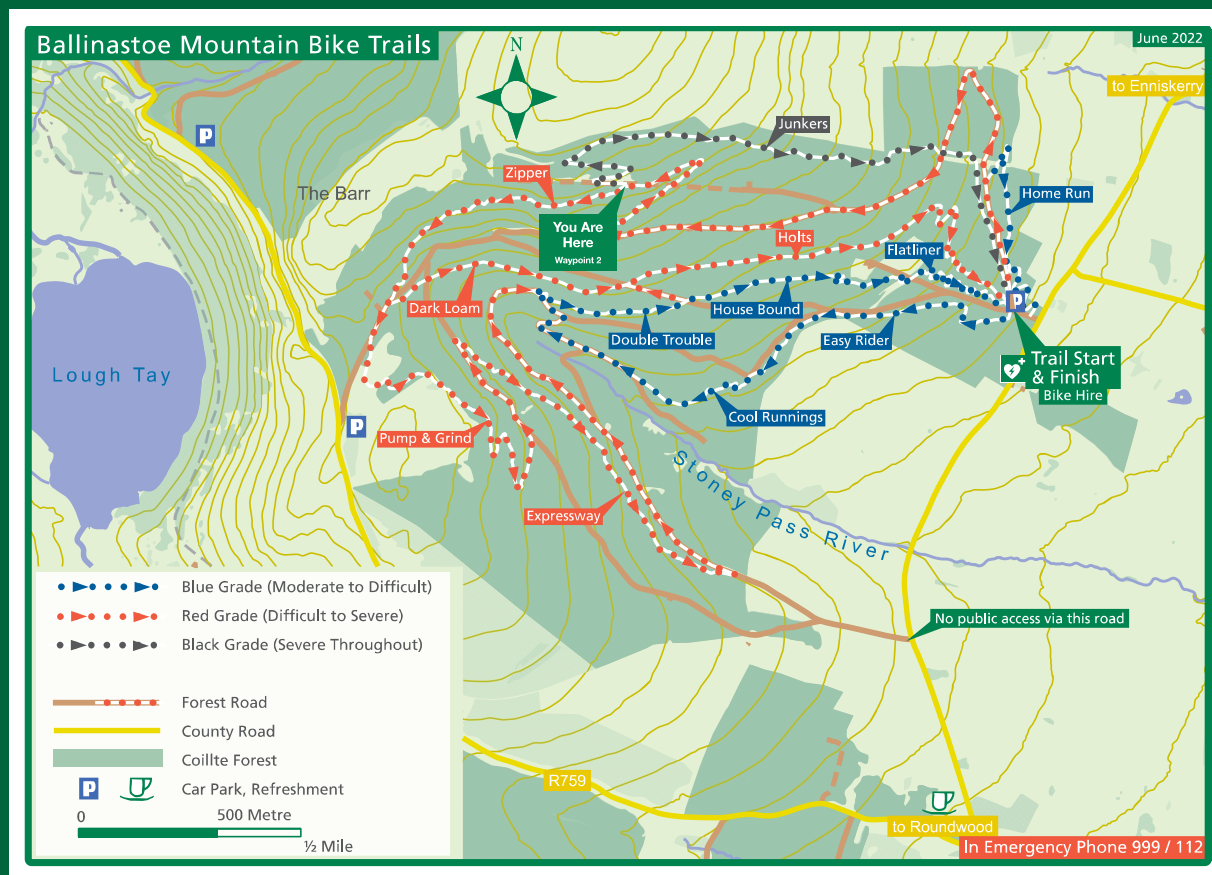 Ballinastoe Mountain Bike Trails
June 2022
N
to Enniskerry
P
Junkers
The Barr
Zipper
Home Run
You Are
Here
Waypoint 2
Holts
Flatliner
Dark Loam
House Bound
P
Double Trouble
Easy Rider
Lough Tay
Trail Start
& Finish
Bike Hire
Cool Runnings
P
Pump & Grind
Stoney Pass River
Expressway
Blue Grade (Moderate to Difficult)
Red Grade (Difficult to Severe)
No public access via this road
Black Grade (Severe Throughout)
Forest Road
County Road
Coillte Forest
P
Car Park, Refreshment
R759
0
500 Metre
½ Mile
to Roundwood
In Emergency Phone 999 / 112